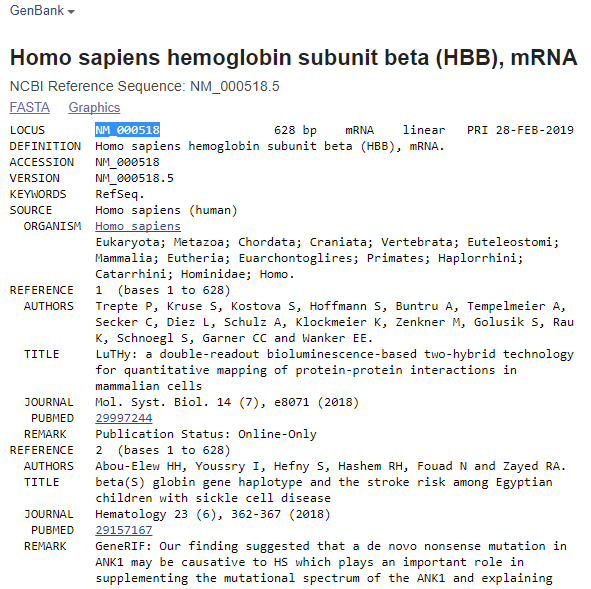 GenBank
Homo sapiens hemoglobin subunit beta (HBB), mRNA
NCBI Reference Sequence: NM_000518.5
FASTA Graphics
LOCUS NM_000518 628 bp mRNA linear PRI 28-FEB-2019
DEFINITION Homo sapiens hemoglobin subunit beta (HBB), mRNA.
ACCESSION NM_000518
VERSION NM_000518.5
KEYWORDS RefSeq.
SOURCE Homo sapiens (human)
ORGANISM Homo sapiens
Eukaryota; Metazoa; Chordata; Craniata; Vertebrata; Euteleostomi;
Mammalia; Eutheria; Euarchontoglires; Primates; Haplorrhini;
Catarrhini; Hominidae; Homo.
REFERENCE 1 (bases 1 to 628)
AUTHORS Trepte P, Kruse S, Kostova S, Hoffmann S, Buntru A, Tempelmeier A,
Secker C, Diez L, Schulz A, Klockmeier K, Zenkner M, Golusik S, Rau
K, Schnoegl S, Garner CC and Wanker EE.
TITLE LuTHy: a double-readout bioluminescence-based two-hybrid technology
for quantitative mapping of protein-protein interactions in
mammalian cells
JOURNAL Mol. Syst. Biol. 14 (7), e8071 (2018)
PUBMED 29997244
REMARK Publication Status: Online-Only
REFERENCE 2 (bases 1 to 628)
AUTHORS Abou-Elew HH, Youssry I, Hefny S, Hashem RH, Fouad N and Zayed RA.
TITLE beta(S) globin gene haplotype and the stroke risk among Egyptian
children with sickle cell disease
JOURNAL Hematology 23 (6), 362-367 (2018)
PUBMED 29157167
REMARK GeneRIF: Our finding suggested that a de novo nonsense mutation in
ANK1 may be causative to HS which plays an important role in
supplementing the mutational spectrum of the ANK1 and explaining